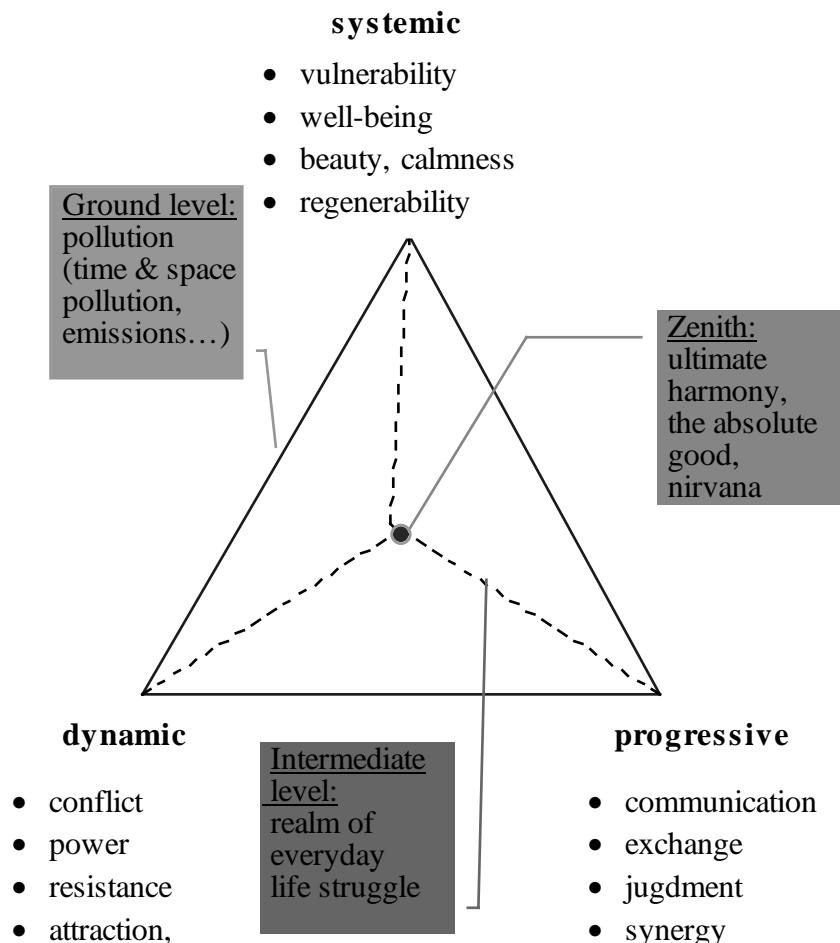 systemic
• vulnerability
• well-being
• beauty, calmness
• regenerability
Ground level:
pollution
(time & space
pollution,
emissions…)
Zenith:
ultimate
harmony,
the absolute
good,
nirvana
dynamic
• conflict
• power
• resistance
• attraction,
Intermediate
level:
realm of
everyday
life struggle
progressive
• communication
• exchange
• jugdment
• synergy